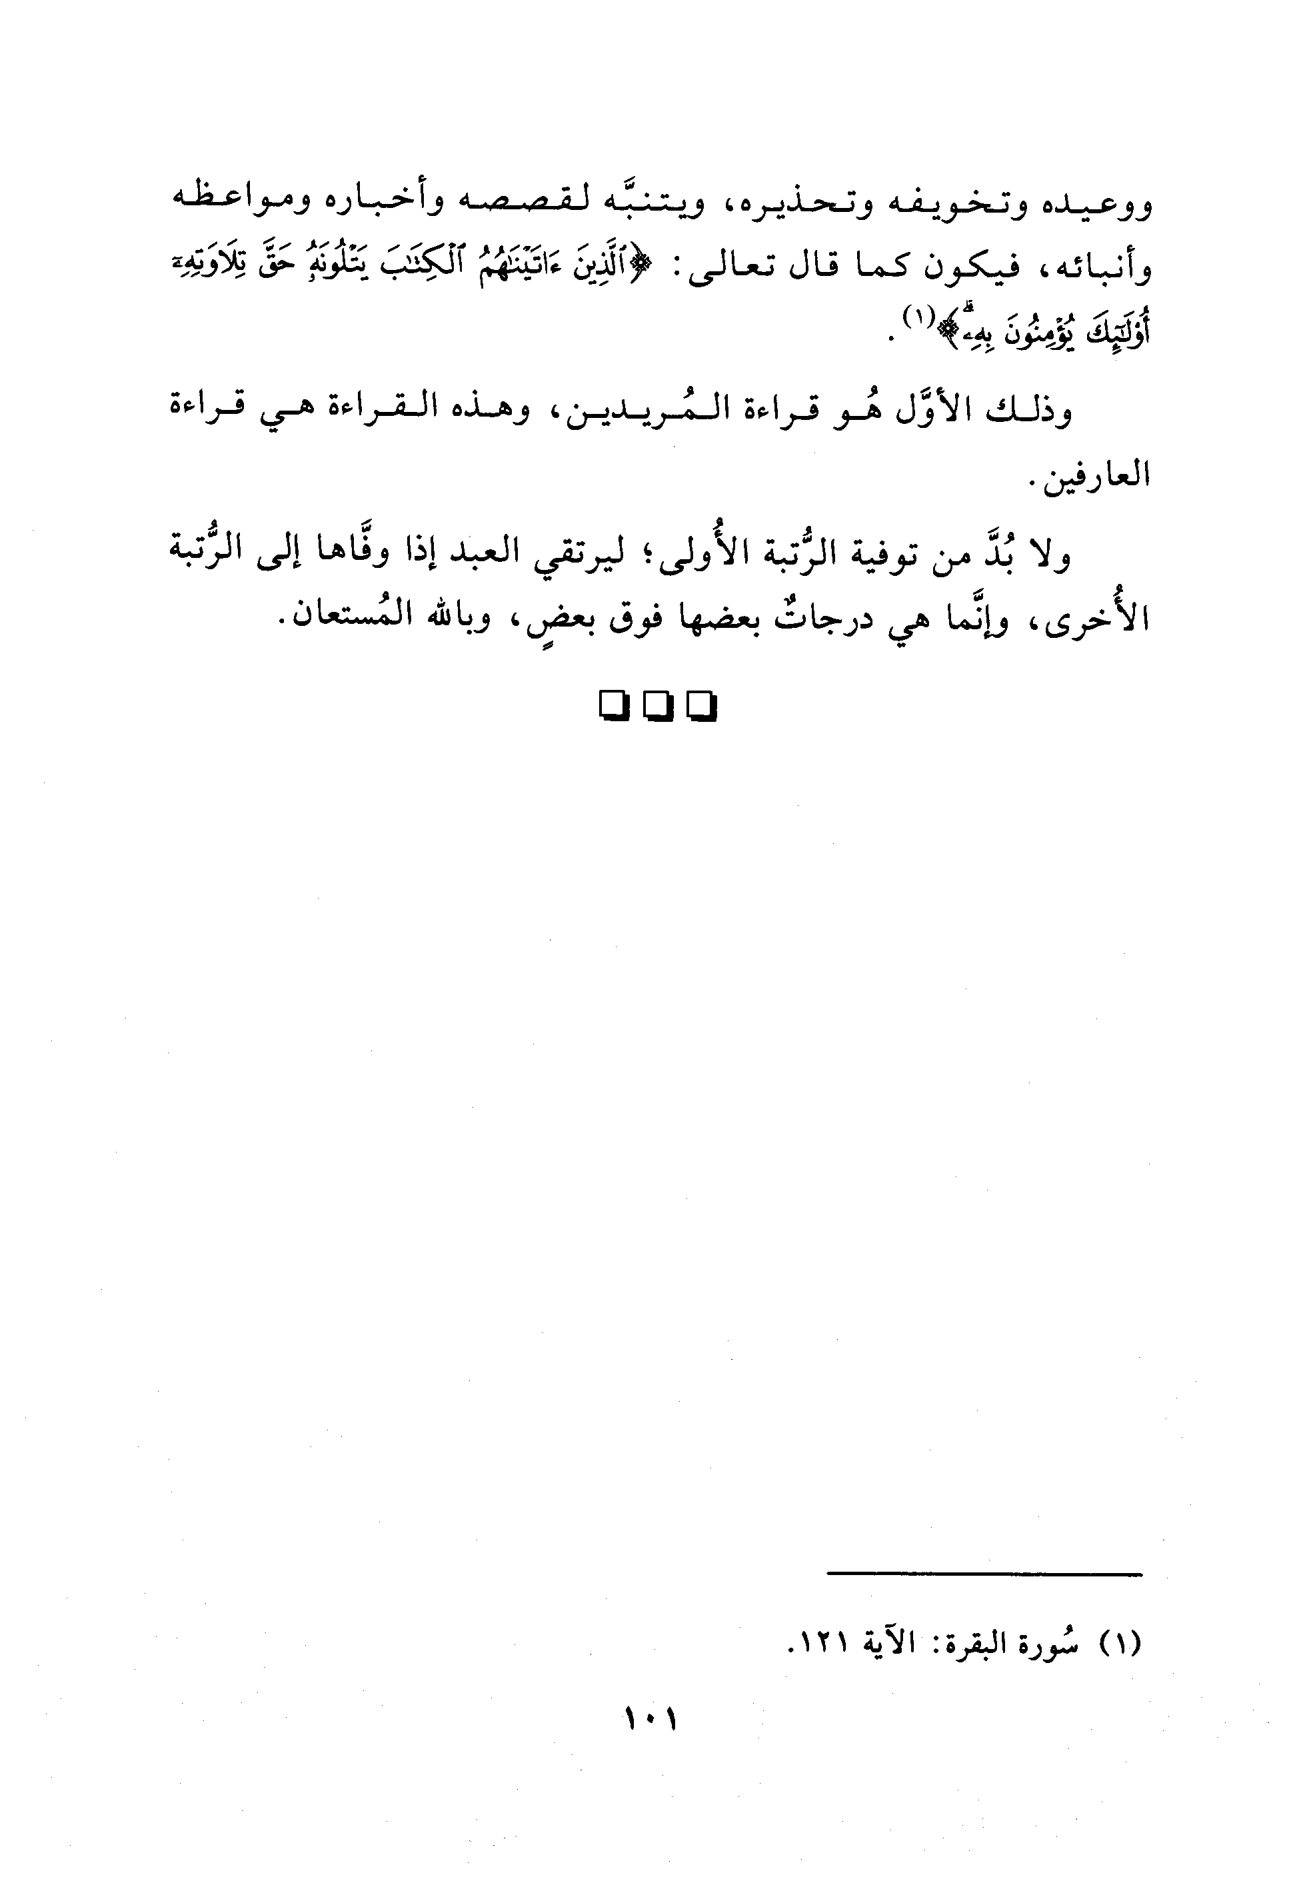 ووعيده وتخويفه وتحذيره، ويتنبَّه لقصصه وأخباره ومواعظه
وأنبائه، فيكون كما قال تعالى: ﴿ٱلَّذِينَ ءَاتَيْنَٰهُمُ ٱلْكِتَٰبَ يَتْلُونَهُۥ حَقَّ تِلَاوَتِهِۦٓ
أُو۟لَٰٓئِكَ يُؤْمِنُونَ بِهِۦۗ﴾(١).
وذلك الأوَّل هُو قراءة المُريدين، وهذه القراءة هي قراءة
العارفين.
ولا بُدَّ من توفية الرُّتبة الأُولى؛ ليرتقي العبد إذا وفَّاها إلى الرُّتبة
الأُخرى، وإنَّما هي درجاتٌ بعضها فوق بعضٍ، وبالله المُستعان.
❑ ❑ ❑
(١) سُورة البقرة: الآية ١٢١.
١٠١